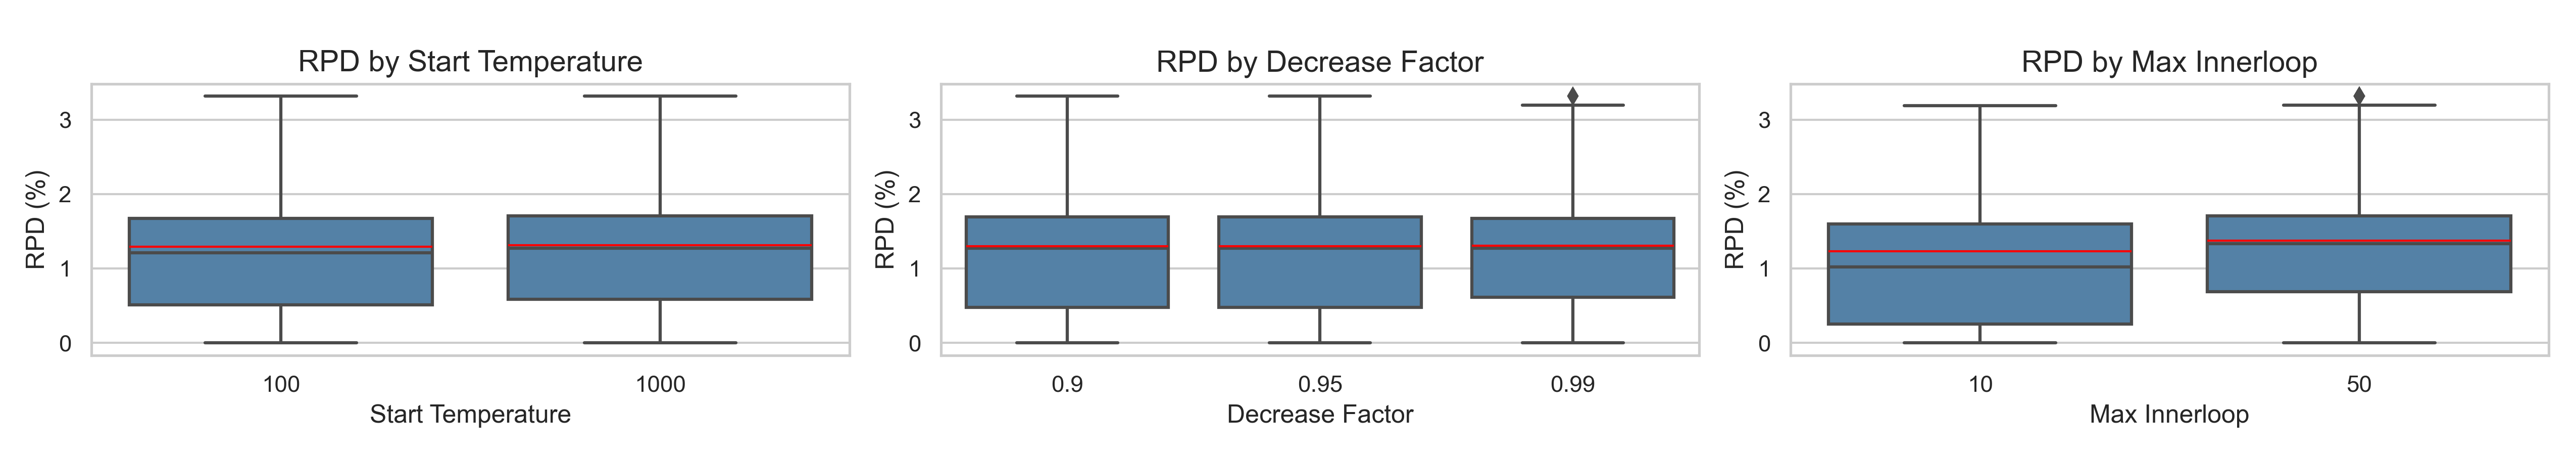 RPD by Start Temperature
RPD (%)
3
2
1
0
100 1000
Start Temperature
RPD by Decrease Factor
RPD (%)
3
2
1
0
0.9 0.95 0.99
Decrease Factor
RPD by Max Innerloop
RPD (%)
3
2
1
0
10 50
Max Innerloop